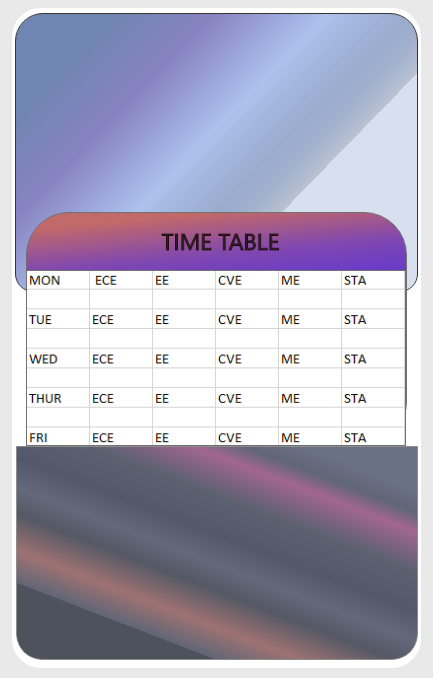 TIME TABLE
MON ECE EE CVE ME STA
TUE ECE EE CVE ME STA
WED ECE EE CVE ME STA
THUR ECE EE CVE ME STA
FRI ECE EE CVE ME STA